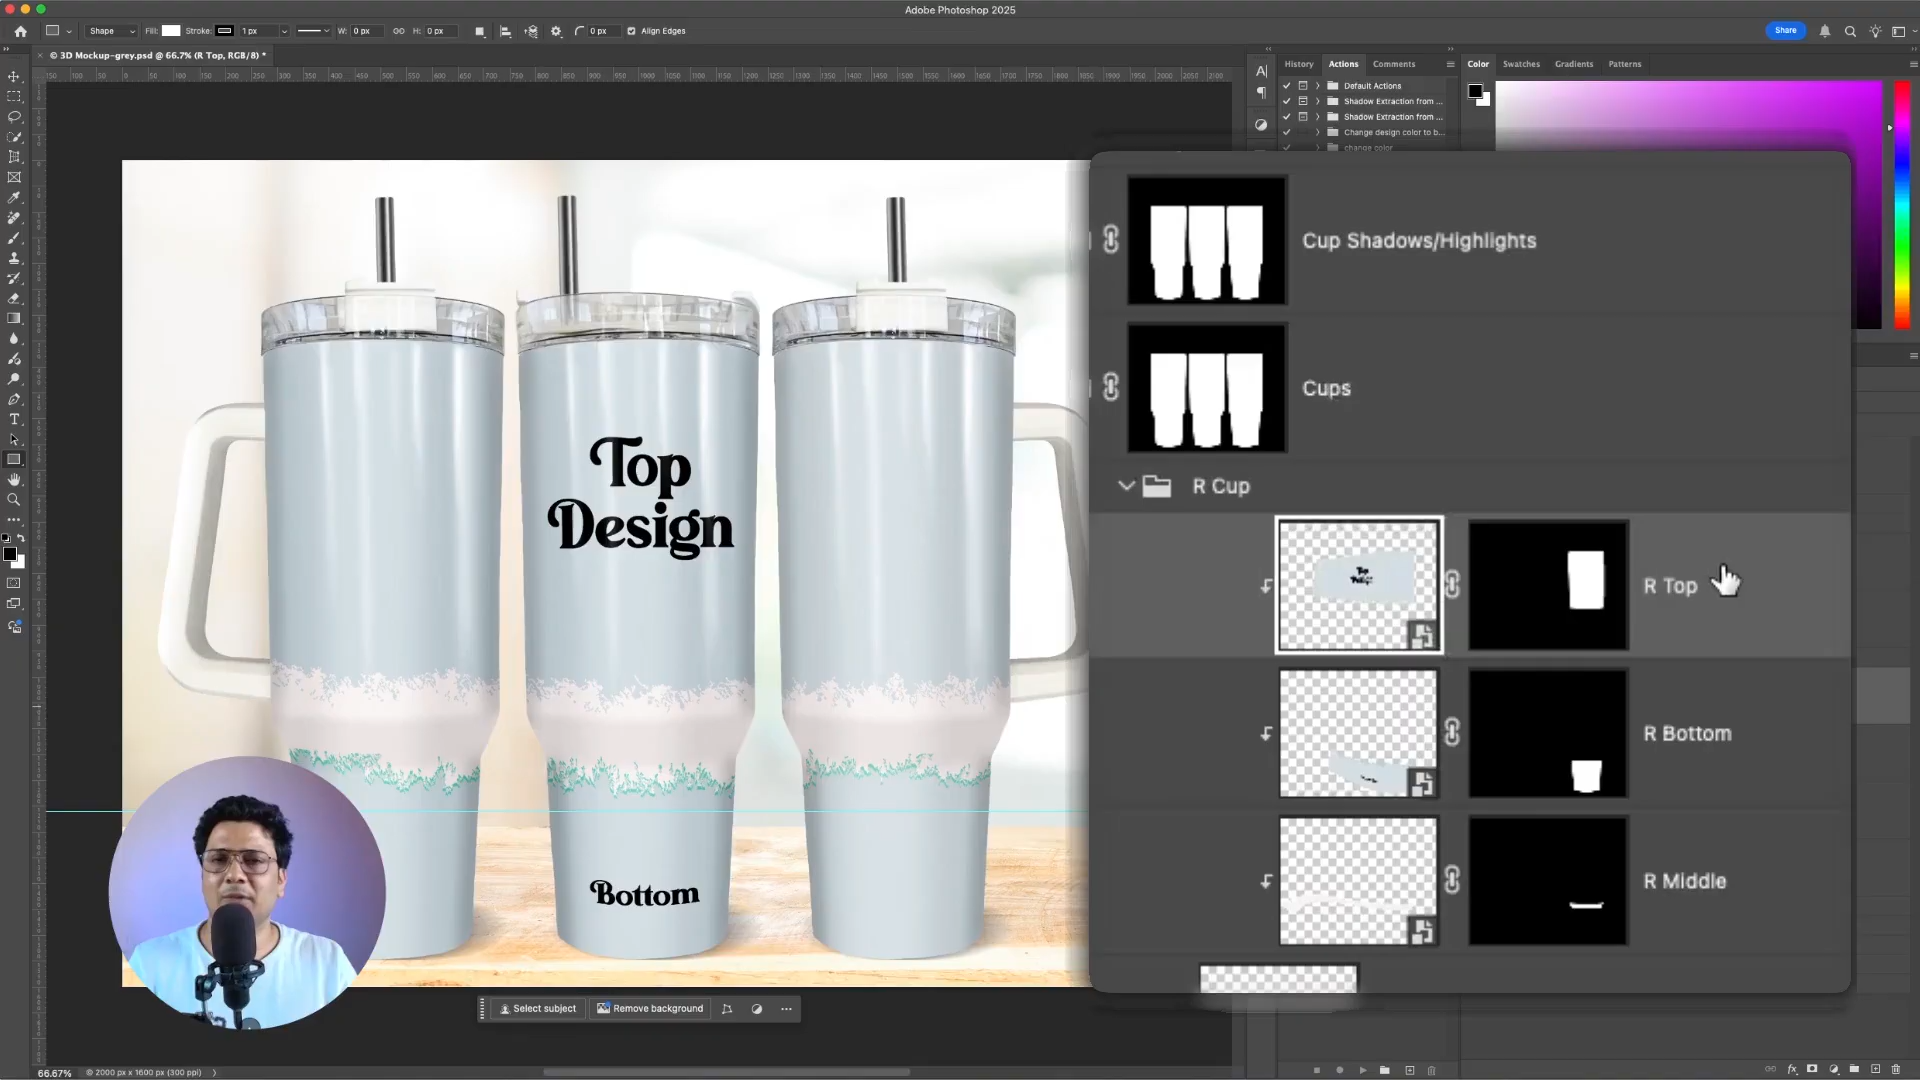 Adobe Photoshop 2025
Shape
Fill:
Stroke:
1 px
W: 0 px
H: 0 px
0 px
Align Edges
Share
© 3D Mockup-grey.psd @ 66.7% (R Top, RGB/8) *
History
Actions
Comments
Color
Swatches
Gradients
Patterns
Default Actions
Shadow Extraction from ...
Shadow Extraction from ...
Change design color to b...
change color
Cup Shadows/Highlights
Cups
R Cup
R Top
R Bottom
R Middle
Top
Design
Bottom
Select subject
Remove background
66.67%
© 2000 px x 1600 px (300 ppi)